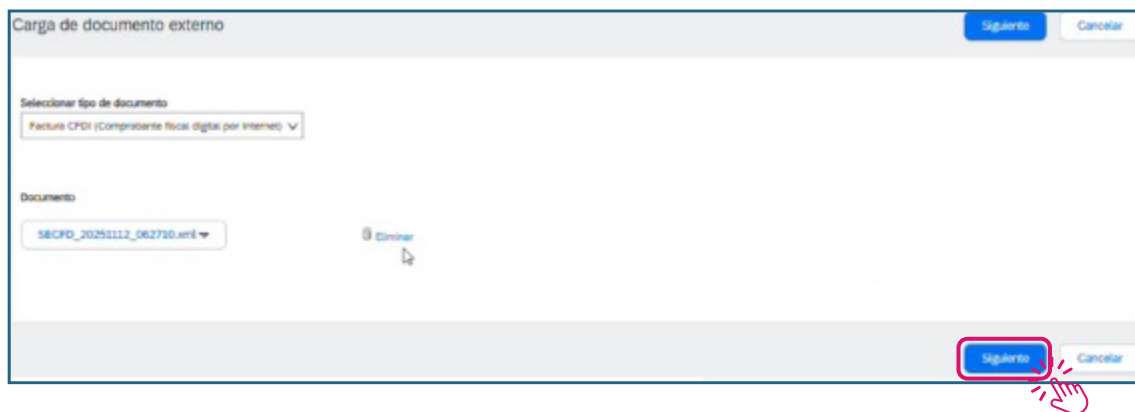 Carga de documento externo
Siguiente
Cancelar
Seleccionar tipo de documento
Factura CFDI (Comprobante fiscal digital por Internet)
Documento
SECFD_20251112_062710.xml
Eliminar
Siguiente
Cancelar